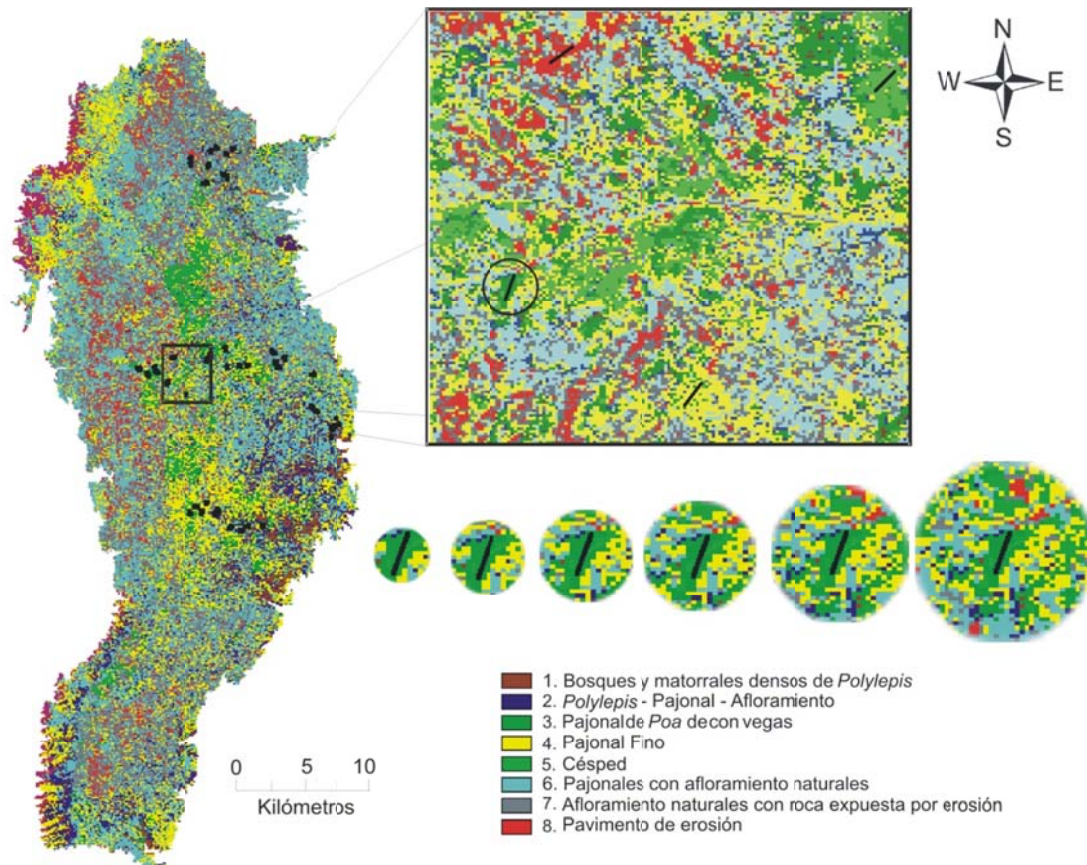 N
W E
S
1. Bosques y matorrales densos de Polylepis
2. Polylepis - Pajonal - Afloramiento
3. Pajonalde Poa decon vegas
4. Pajonal Fino
5. Césped
6. Pajonales con afloramiento naturales
7. Afloramiento naturales con roca expuesta por erosión
8. Pavimento de erosión
0 5 10
Kilómetros